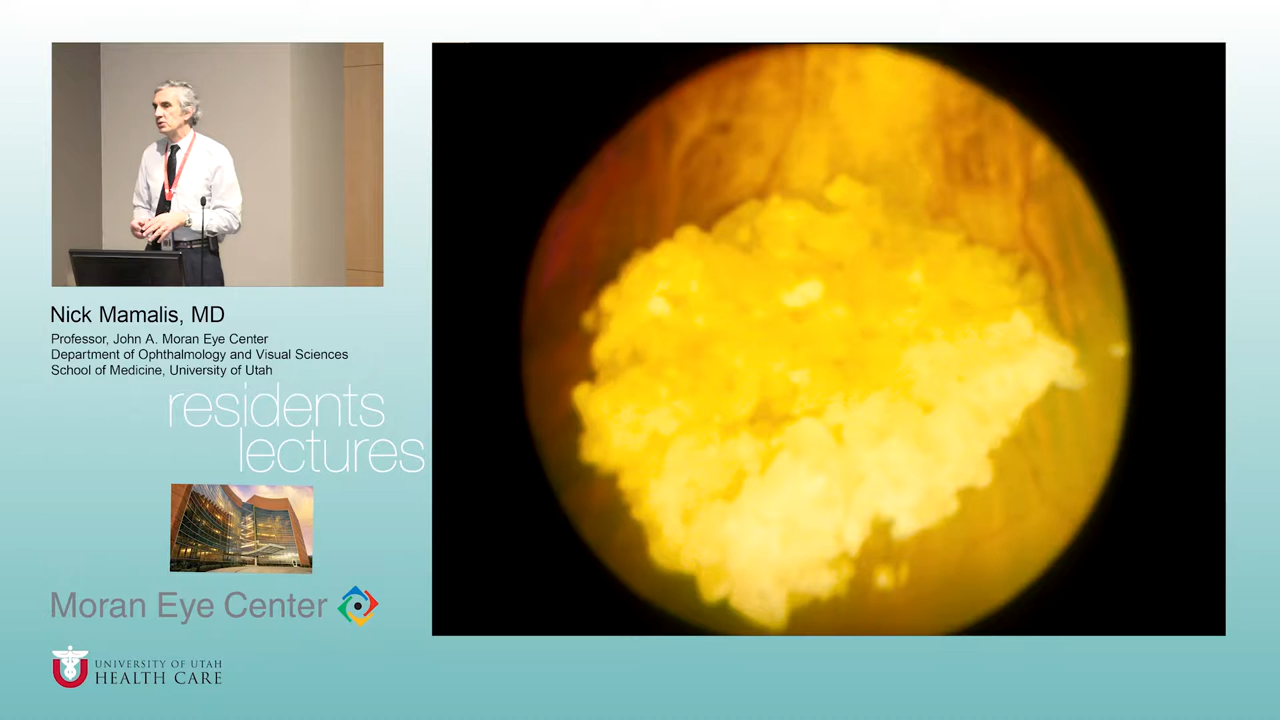 Nick Mamalis, MD
Professor, John A. Moran Eye Center
Department of Ophthalmology and Visual Sciences
School of Medicine, University of Utah
residents
lectures
Moran Eye Center
UNIVERSITY OF UTAH
HEALTH CARE